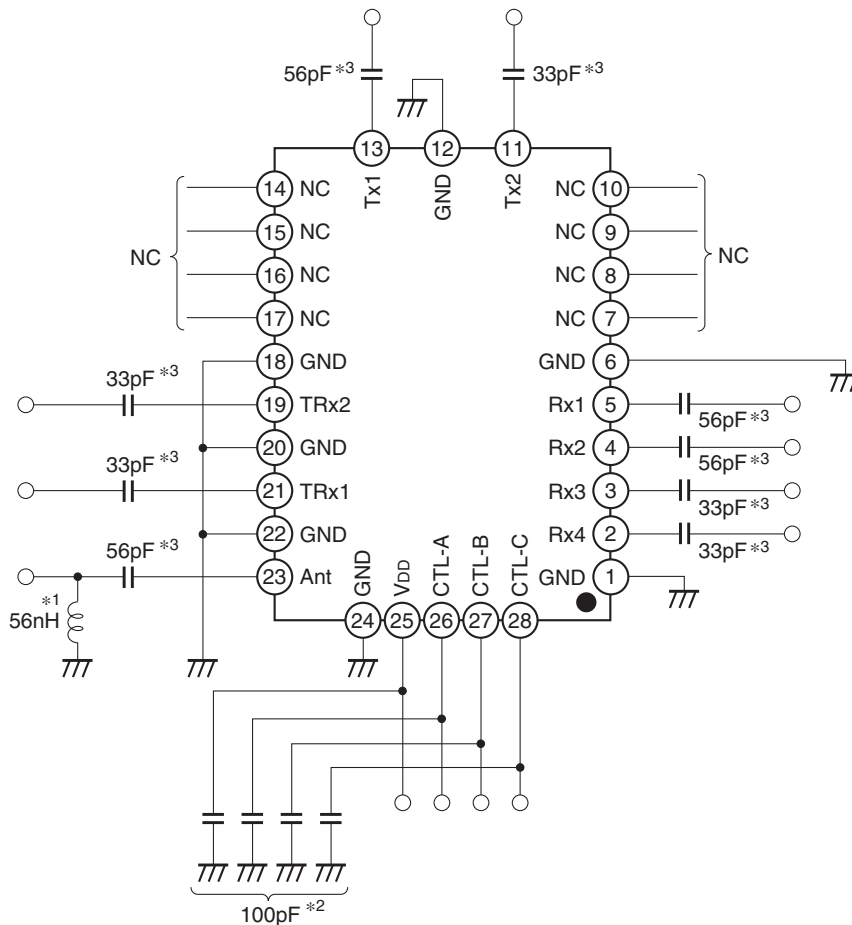 56pF *3
33pF *3
13
12
11
Tx1
GND
Tx2
14 NC
NC 10
15 NC
NC 9
NC
NC
16 NC
NC 8
17 NC
NC 7
18 GND
GND 6
33pF *3
19 TRx2
Rx1 5
56pF *3
20 GND
Rx2 4
33pF *3
56pF *3
21 TRx1
Rx3 3
33pF *3
22 GND
Rx4 2
56pF *3
33pF *3
23 Ant
GND 1
*1
56nH
GND
VDD
CTL-A
CTL-B
CTL-C
24
25
26
27
28
100pF *2